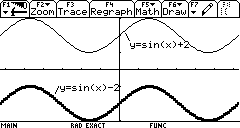 F1 F2 Zoom F3 Trace F4 Regraph F5 Math F6 Draw F7
y=sin(x)+2
y=sin(x)-2
MAIN RAD EXACT FUNC